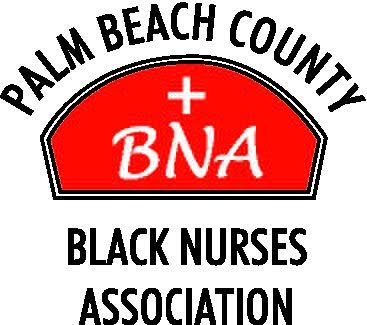 PALM BEACH COUNTY
BNA
BLACK NURSES
ASSOCIATION